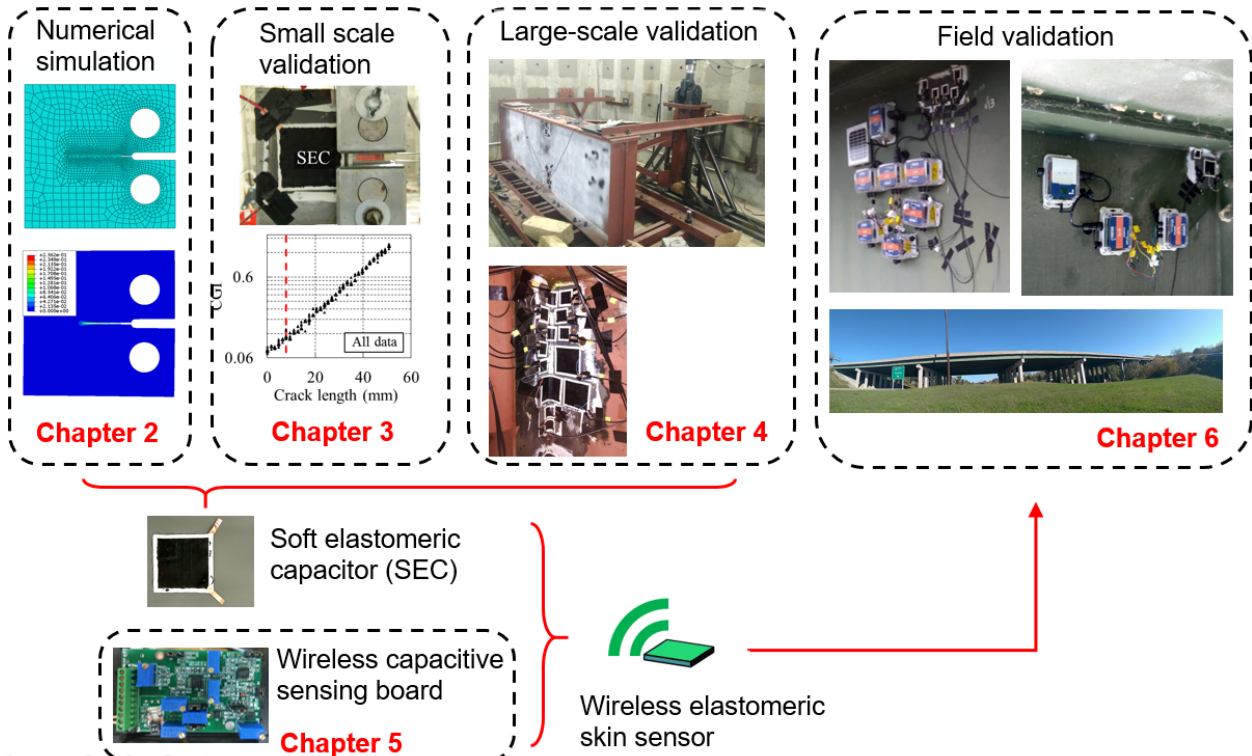 Numerical
simulation
Chapter 2
Small scale
validation
SEC
0.6
CGI
0.06
All data
0
20
40
60
Crack length (mm)
Chapter 3
Large-scale validation
Chapter 4
Field validation
Chapter 6
Soft elastomeric
capacitor (SEC)
Wireless capacitive
sensing board
Chapter 5
Wireless elastomeric
skin sensor